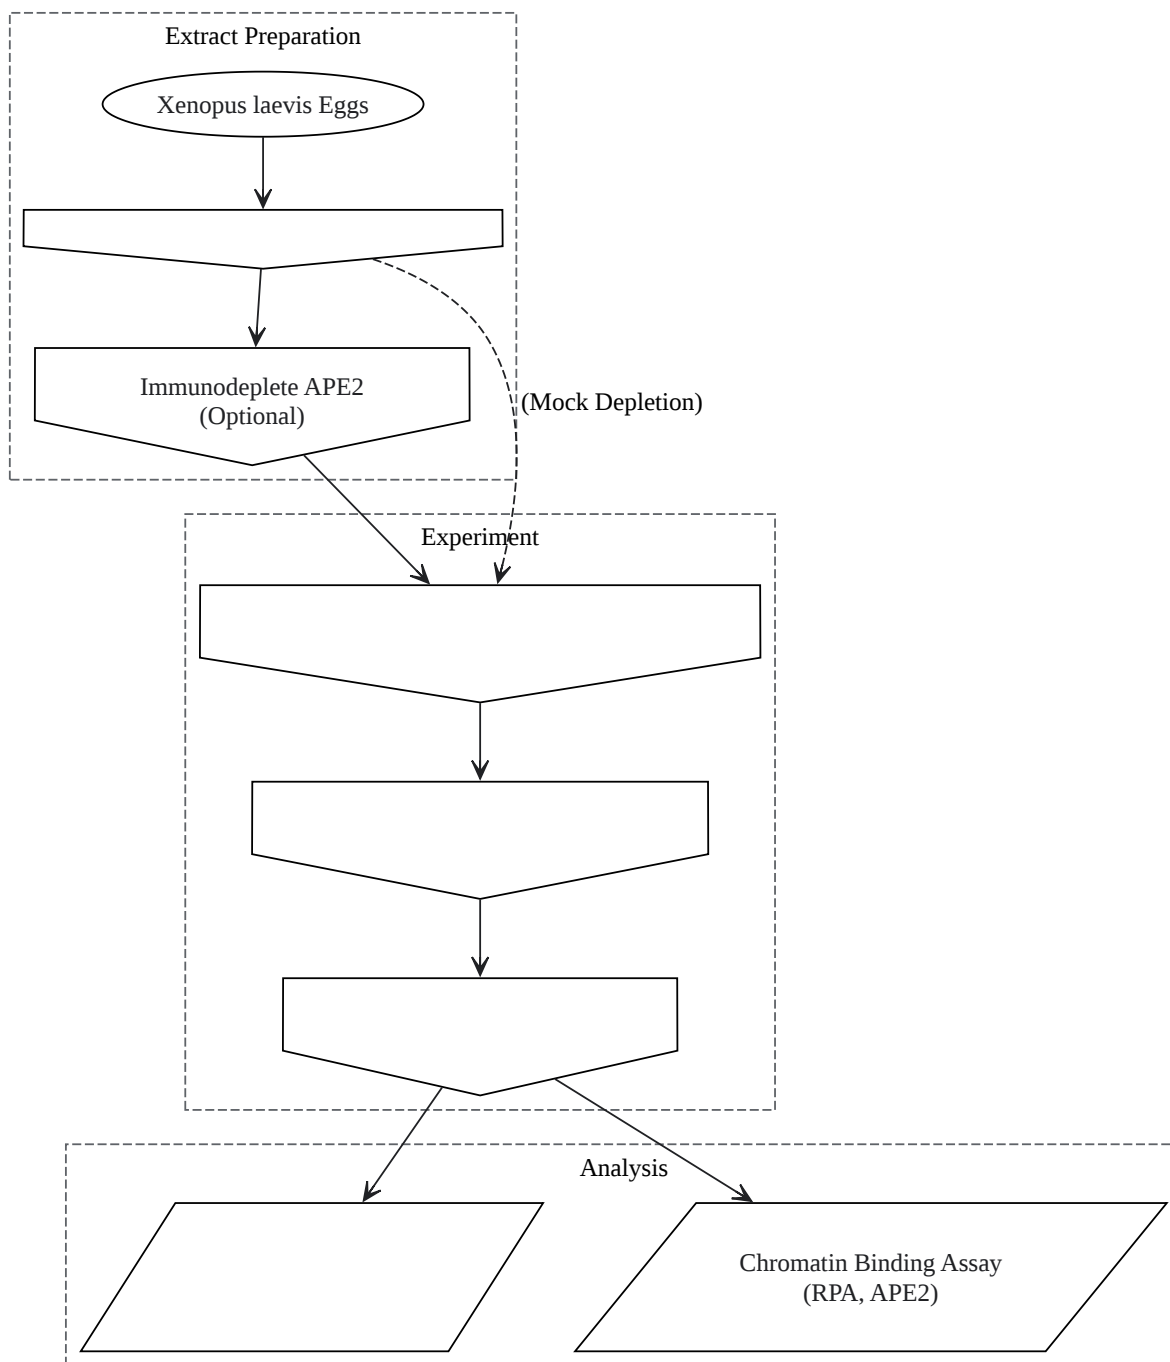 Extract Preparation
Xenopus laevis Eggs
Immunodeplete APE2
(Optional)
(Mock Depletion)
Experiment
Analysis
Chromatin Binding Assay
(RPA, APE2)